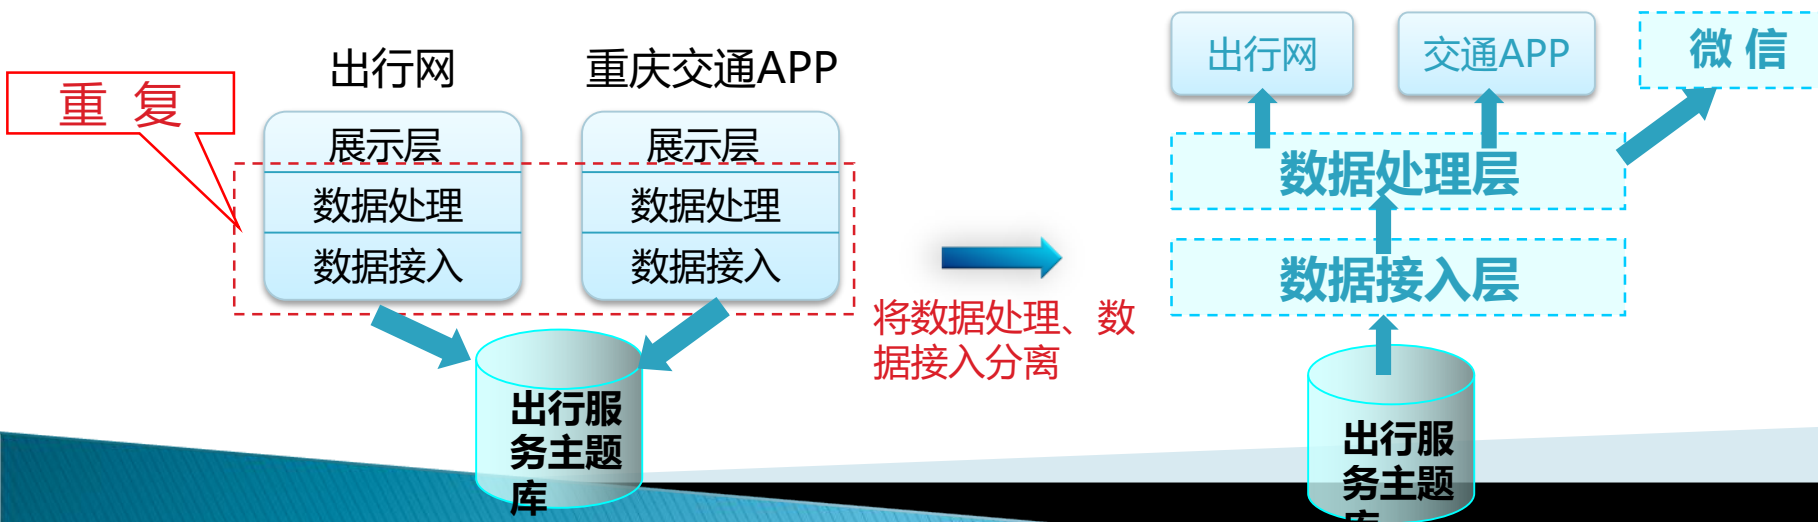 重 复
出行网
重庆交通APP
展示层
数据处理
数据接入
展示层
数据处理
数据接入
出行服
务主题
库
将数据处理、数
据接入分离
出行网
交通APP
微 信
数据处理层
数据接入层
出行服
务主题
库